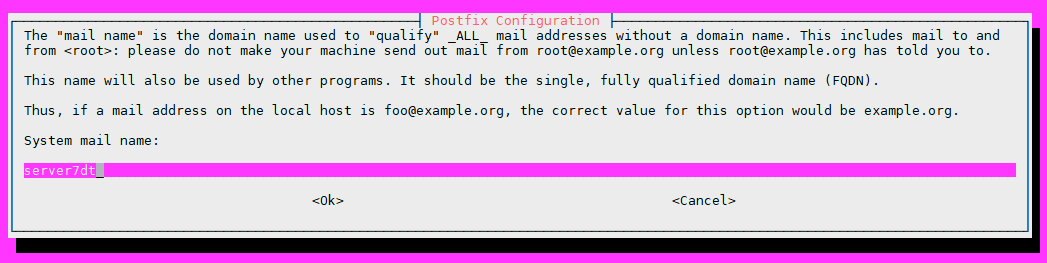 Postfix Configuration
The "mail name" is the domain name used to "qualify" _ALL_ mail addresses without a domain name. This includes mail to and
from <root>: please do not make your machine send out mail from root@example.org unless root@example.org has told you to.
This name will also be used by other programs. It should be the single, fully qualified domain name (FQDN).
Thus, if a mail address on the local host is foo@example.org, the correct value for this option would be example.org.
System mail name:
server7dt_
<Ok> <Cancel>